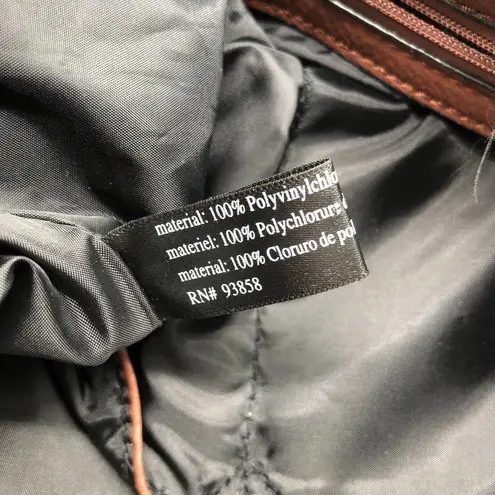 material: 100% Polyvinylchlo
materiel: 100% Polychlorure
material: 100% Cloruro de pol
RN# 93858